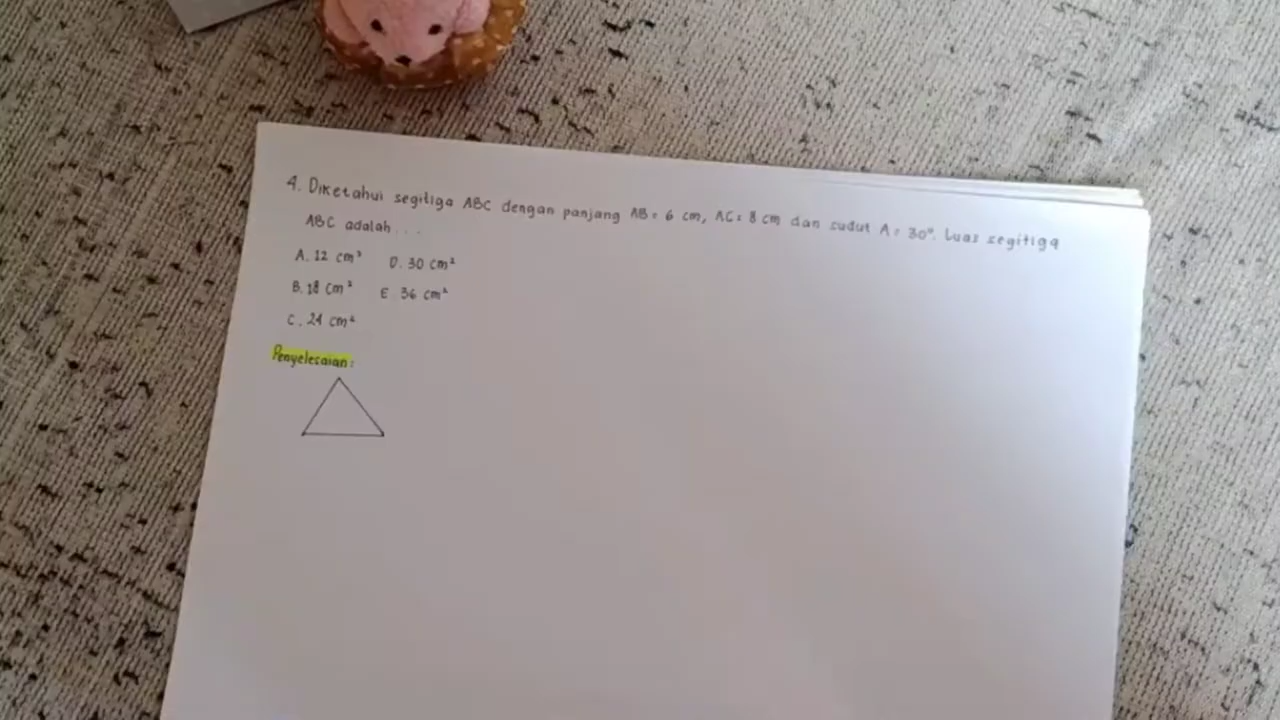 4. Diketahui segitiga ABC dengan panjang AB = 6 cm, AC = 8 cm dan sudut A = 30°. Luas segitiga
ABC adalah . . .
A. 12 cm² D. 30 cm²
B. 18 cm² E. 36 cm²
C. 24 cm²
Penyelesaian :